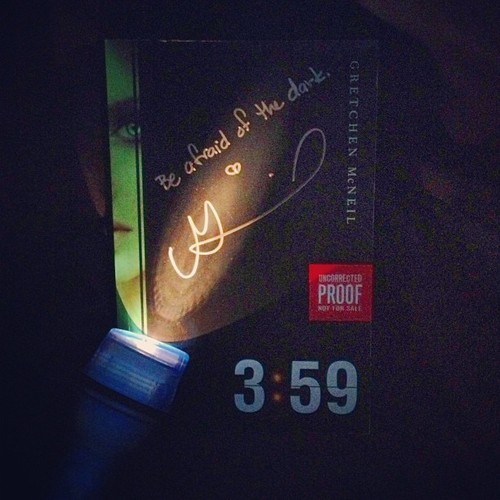 Be afraid of the dark.
GRETCHEN McNEIL
UNCORRECTED
PROOF
NOT FOR SALE
3:59